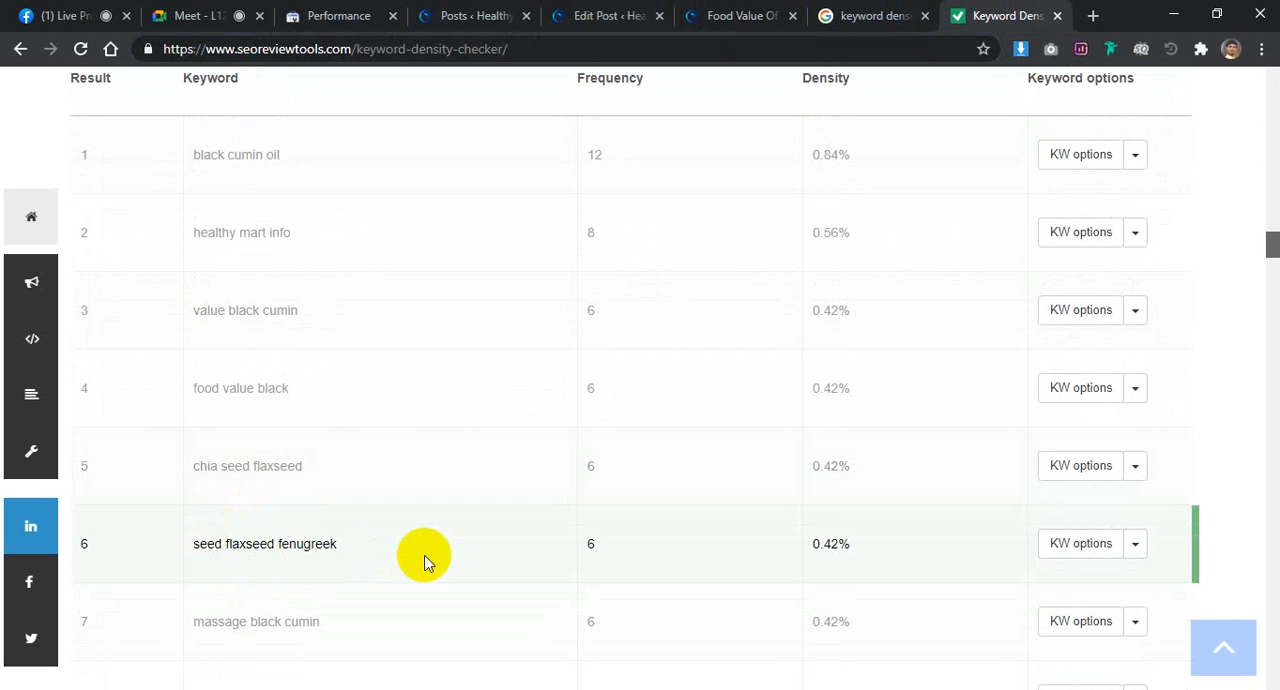 (1) Live Pr
Meet - L1
Performance
Posts ‹ Healthy
Edit Post ‹ Hea
Food Value Of
keyword dens
Keyword Dens
https://www.seoreviewtools.com/keyword-density-checker/
Result Keyword Frequency Density Keyword options
1 black cumin oil 12 0.84% KW options
2 healthy mart info 8 0.56% KW options
3 value black cumin 6 0.42% KW options
4 food value black 6 0.42% KW options
5 chia seed flaxseed 6 0.42% KW options
6 seed flaxseed fenugreek 6 0.42% KW options
7 massage black cumin 6 0.42% KW options